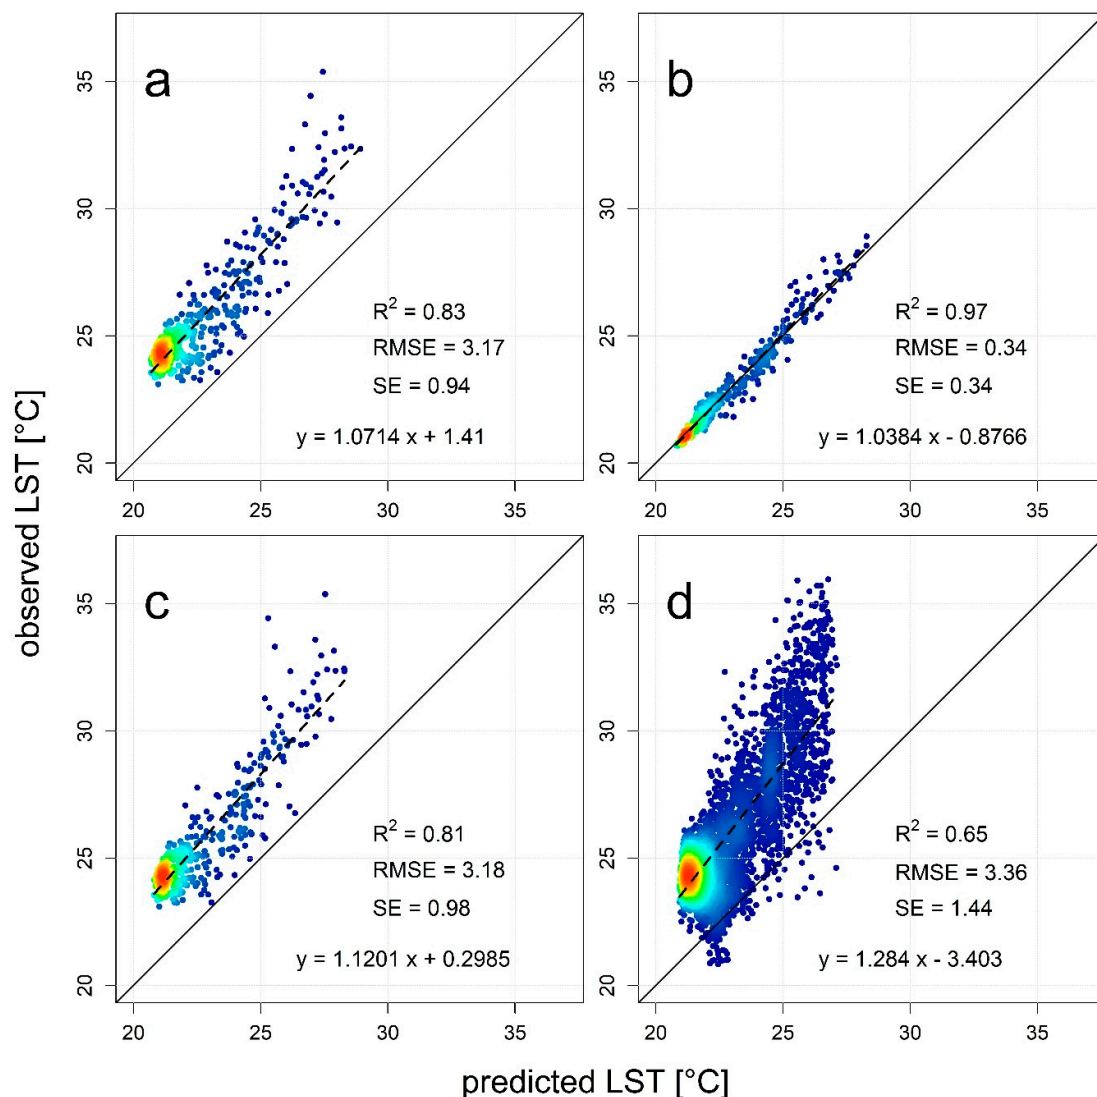 a
35
30
25
20
R² = 0.83
RMSE = 3.17
SE = 0.94
y = 1.0714 x + 1.41
20 25 30 35
b
35
30
25
20
R² = 0.97
RMSE = 0.34
SE = 0.34
y = 1.0384 x - 0.8766
20 25 30 35
observed LST [°C]
c
35
30
25
20
R² = 0.81
RMSE = 3.18
SE = 0.98
y = 1.1201 x + 0.2985
20 25 30 35
d
35
30
25
20
R² = 0.65
RMSE = 3.36
SE = 1.44
y = 1.284 x - 3.403
20 25 30 35
predicted LST [°C]